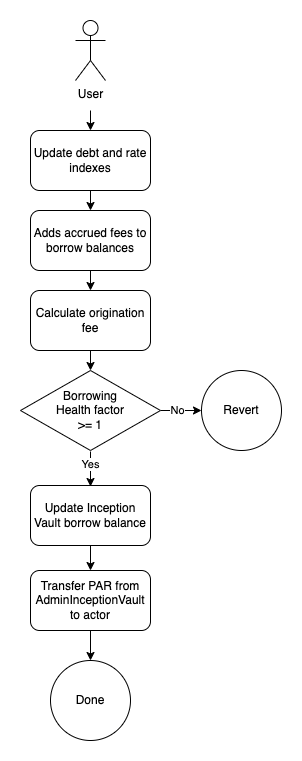 User
Update debt and rate
indexes
Adds accrued fees to
borrow balances
Calculate origination
fee
Borrowing
Health factor
>= 1
No
Revert
Yes
Update Inception
Vault borrow balance
Transfer PAR from
AdminInceptionVault
to actor
Done